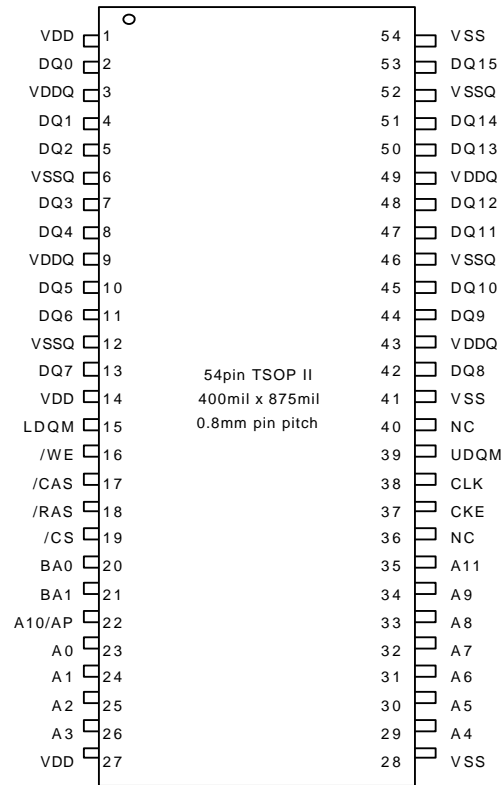 VDD 1 54 VSS
DQ0 2 53 DQ15
VDDQ 3 52 VSSQ
DQ1 4 51 DQ14
DQ2 5 50 DQ13
VSSQ 6 49 VDDQ
DQ3 7 48 DQ12
DQ4 8 47 DQ11
VDDQ 9 46 VSSQ
DQ5 10 45 DQ10
DQ6 11 44 DQ9
VSSQ 12 43 VDDQ
DQ7 13 54pin TSOP II 42 DQ8
VDD 14 400mil x 875mil 41 VSS
LDQM 15 0.8mm pin pitch 40 NC
/WE 16 39 UDQM
/CAS 17 38 CLK
/RAS 18 37 CKE
/CS 19 36 NC
BA0 20 35 A11
BA1 21 34 A9
A10/AP 22 33 A8
A0 23 32 A7
A1 24 31 A6
A2 25 30 A5
A3 26 29 A4
VDD 27 28 VSS